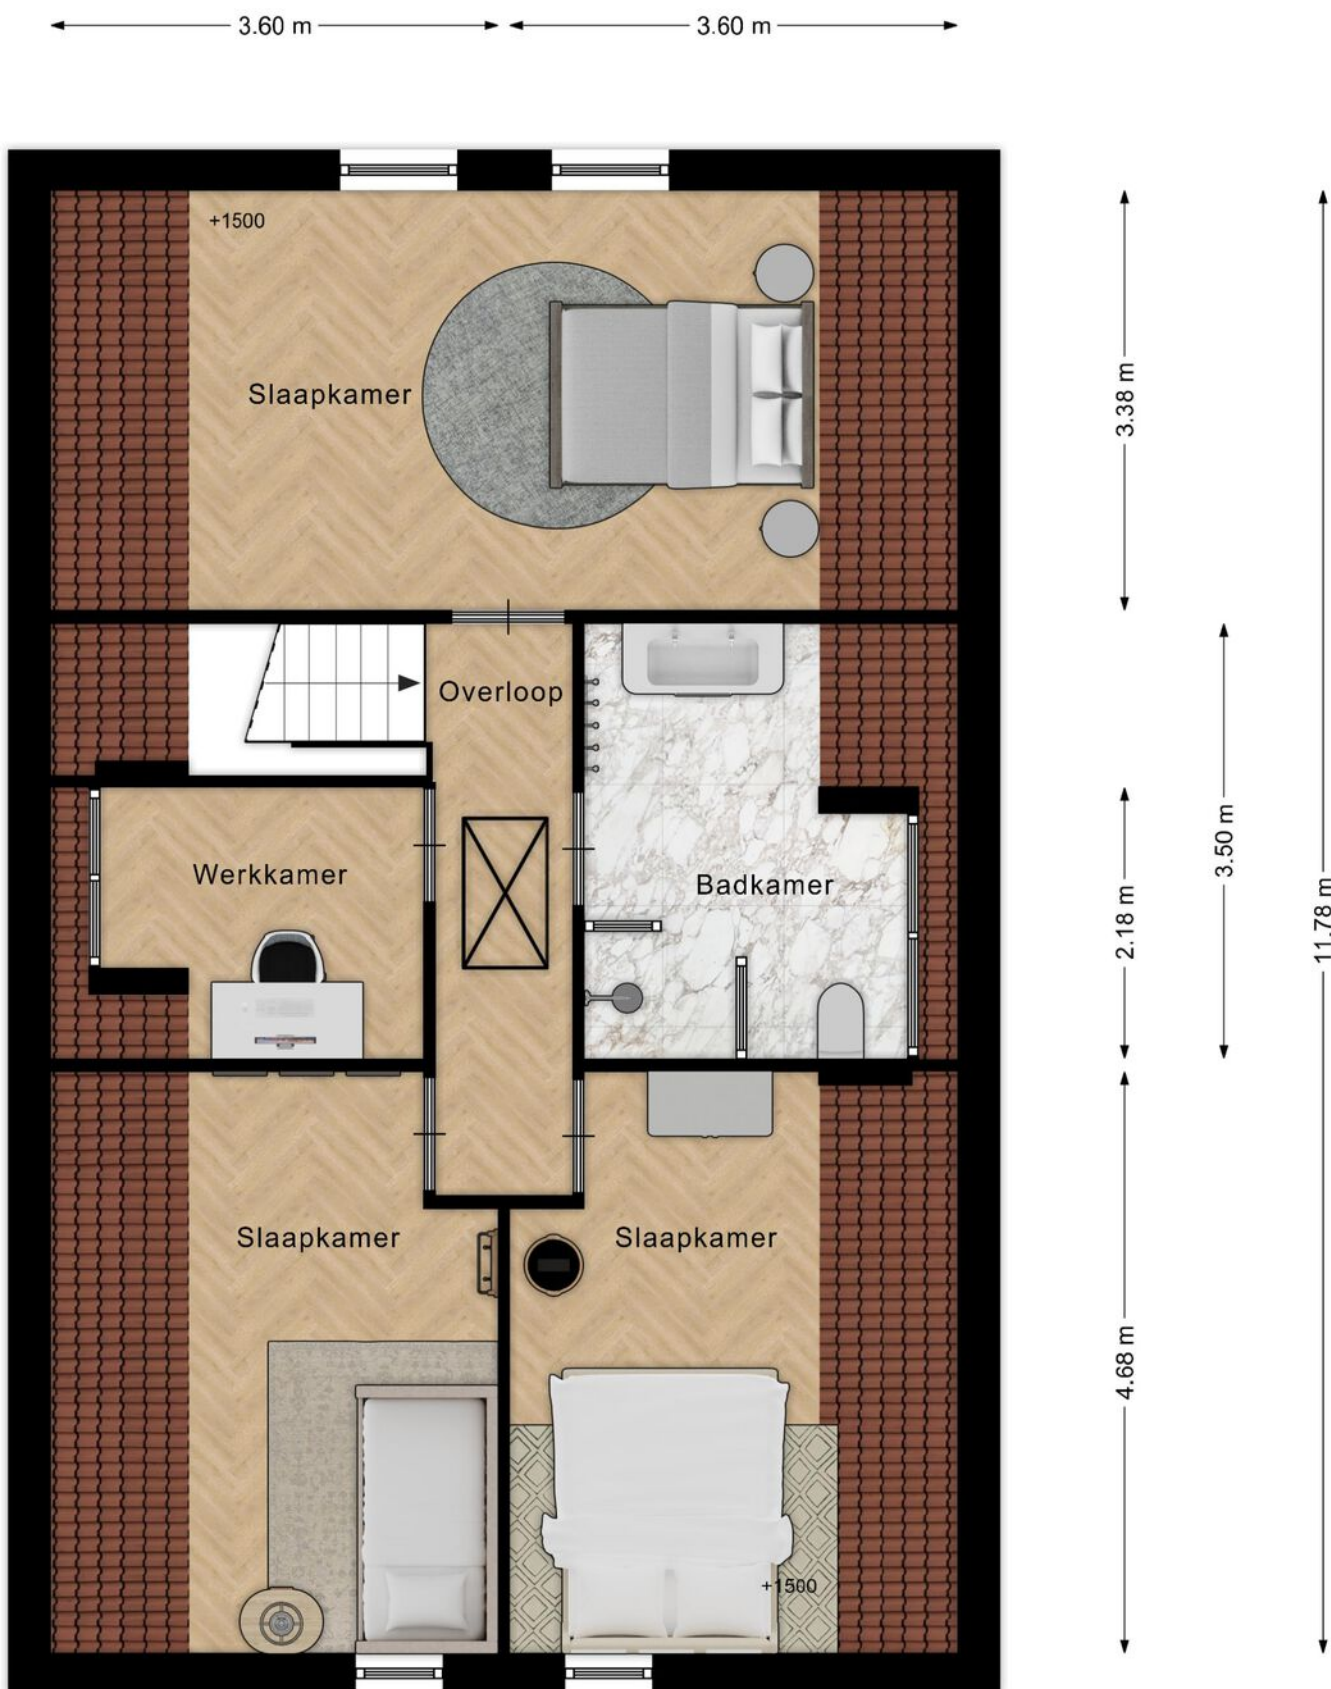 3.60 m
3.60 m
+1500
Slaapkamer
3.38 m
Overloop
Werkkamer
Badkamer
2.18 m
3.50 m
11.78 m
Slaapkamer
Slaapkamer
4.68 m
+1500